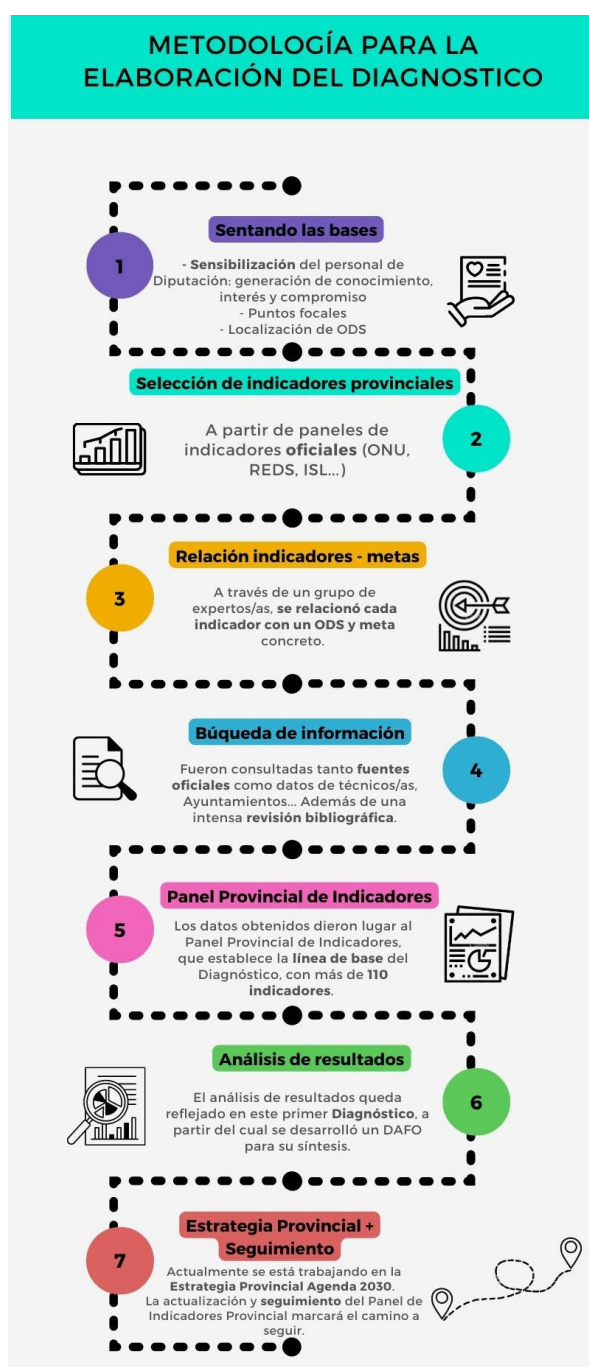 METODOLOGÍA PARA LA
ELABORACIÓN DEL DIAGNOSTICO
Sentando las bases
1
- Sensibilización del personal de
Diputación: generación de conocimiento,
interés y compromiso
- Puntos focales
- Localización de ODS
Selección de indicadores provinciales
2
A partir de paneles de
indicadores oficiales (ONU,
REDS, ISL...)
Relación indicadores - metas
3
A través de un grupo de
expertos/as, se relacionó cada
indicador con un ODS y meta
concreto.
Búqueda de información
4
Fueron consultadas tanto fuentes
oficiales como datos de técnicos/as,
Ayuntamientos... Además de una
intensa revisión bibliográfica.
Panel Provincial de Indicadores
5
Los datos obtenidos dieron lugar al
Panel Provincial de Indicadores,
que establece la línea de base del
Diagnóstico, con más de 110
indicadores.
Análisis de resultados
6
El análisis de resultados queda
reflejado en este primer Diagnóstico, a
partir del cual se desarrolló un DAFO
para su síntesis.
Estrategia Provincial +
Seguimiento
7
Actualmente se está trabajando en la
Estrategia Provincial Agenda 2030.
La actualización y seguimiento del Panel de
Indicadores Provincial marcará el camino a
seguir.